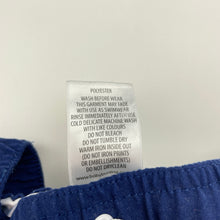 POLYESTER
WASH BEFORE WEAR
THIS GARMENT MAY FADE
WITH USE AS SWIMWEAR
RINSE IMMEDIATELY AFTER USE
COLD DELICATE MACHINE WASH
WITH LIKE COLOURS
DO NOT BLEACH
DO NOT TUMBLE DRY
WARM IRON INSIDE OUT
(DO NOT IRON PRINTS
OR EMBELLISHMENTS)
DO NOT DRYCLEAN